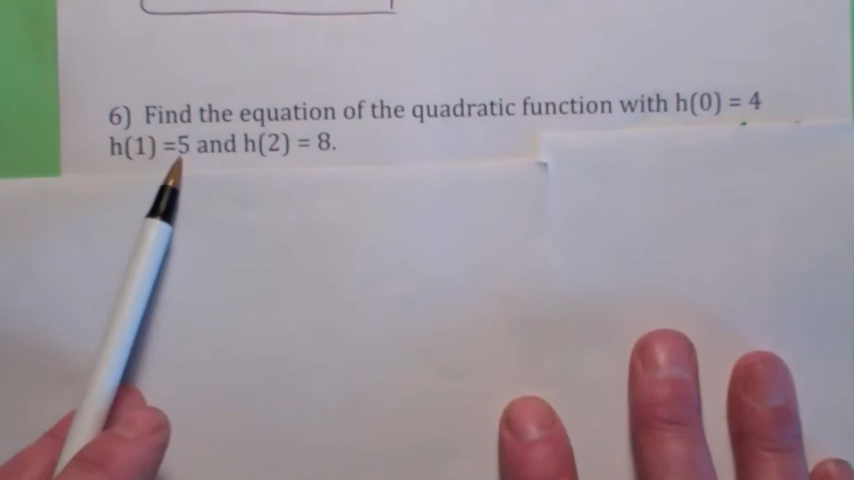 6) Find the equation of the quadratic function with h(0) = 4
h(1) =5 and h(2) = 8.